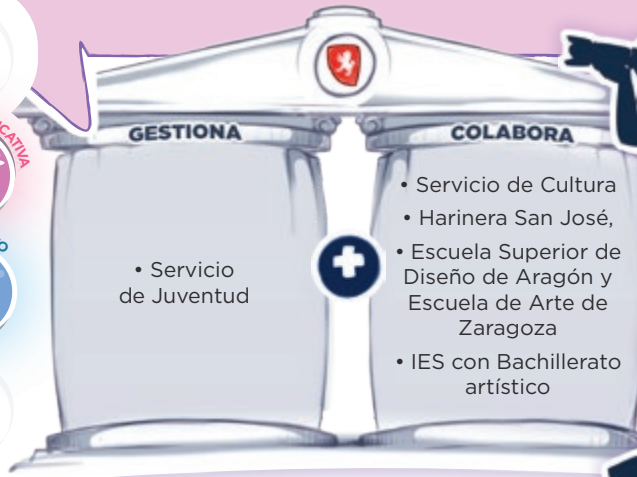 GESTIONA
• Servicio
de Juventud
COLABORA
• Servicio de Cultura
• Harinera San José,
• Escuela Superior de
Diseño de Aragón y
Escuela de Arte de
Zaragoza
• IES con Bachillerato
artístico